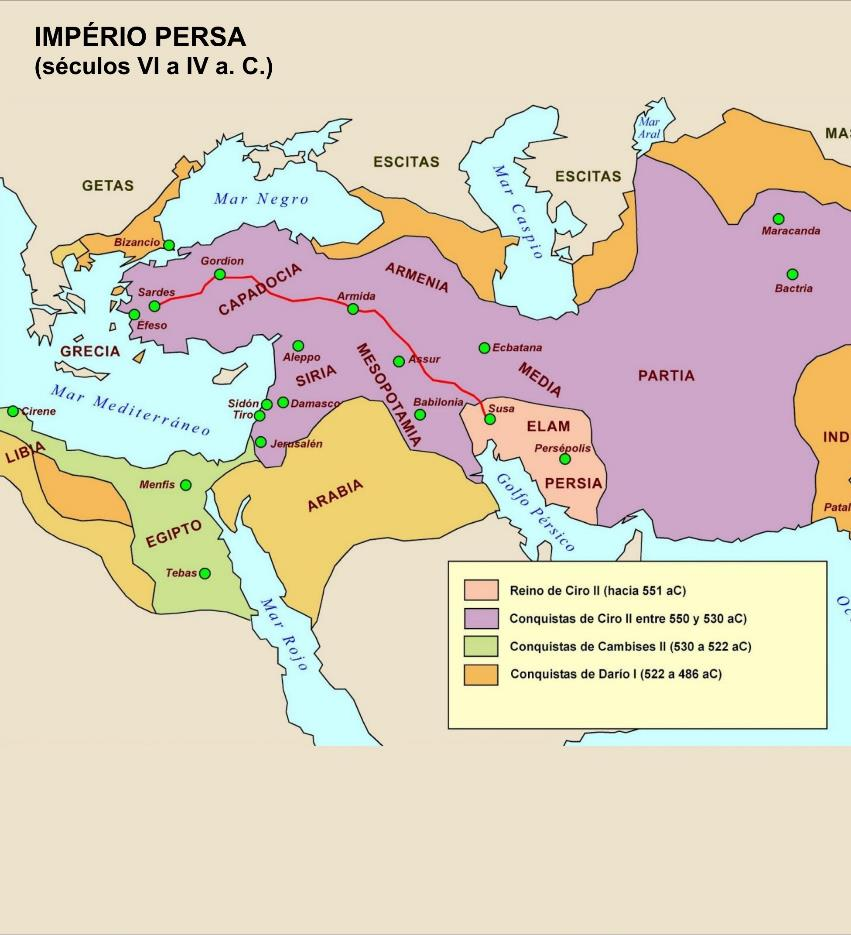 IMPÉRIO PERSA
(séculos VI a IV a. C.)
Mar
Aral
MA
ESCITAS
ESCITAS
GETAS
Mar Negro
Mar Caspio
Maracanda
Bizancio
Gordion
CAPADOCIA
ARMENIA
Bactria
Sardes
Armida
Efeso
GRECIA
Aleppo
Assur
Ecbatana
SIRIA
MESOPOTAMIA
MEDIA
PARTIA
Mar Mediterráneo
Cirene
Sidón
Damasco
Tiro
Babilonia
Susa
ELAM
LIBIA
Jerusalén
Persépolis
IND
Menfis
ARABIA
PERSIA
Golfo Pérsico
Patal
EGIPTO
Tebas
Mar Rojo
Reino de Ciro II (hacia 551 aC)
Conquistas de Ciro II entre 550 y 530 aC)
Conquistas de Cambises II (530 a 522 aC)
Conquistas de Darío I (522 a 486 aC)